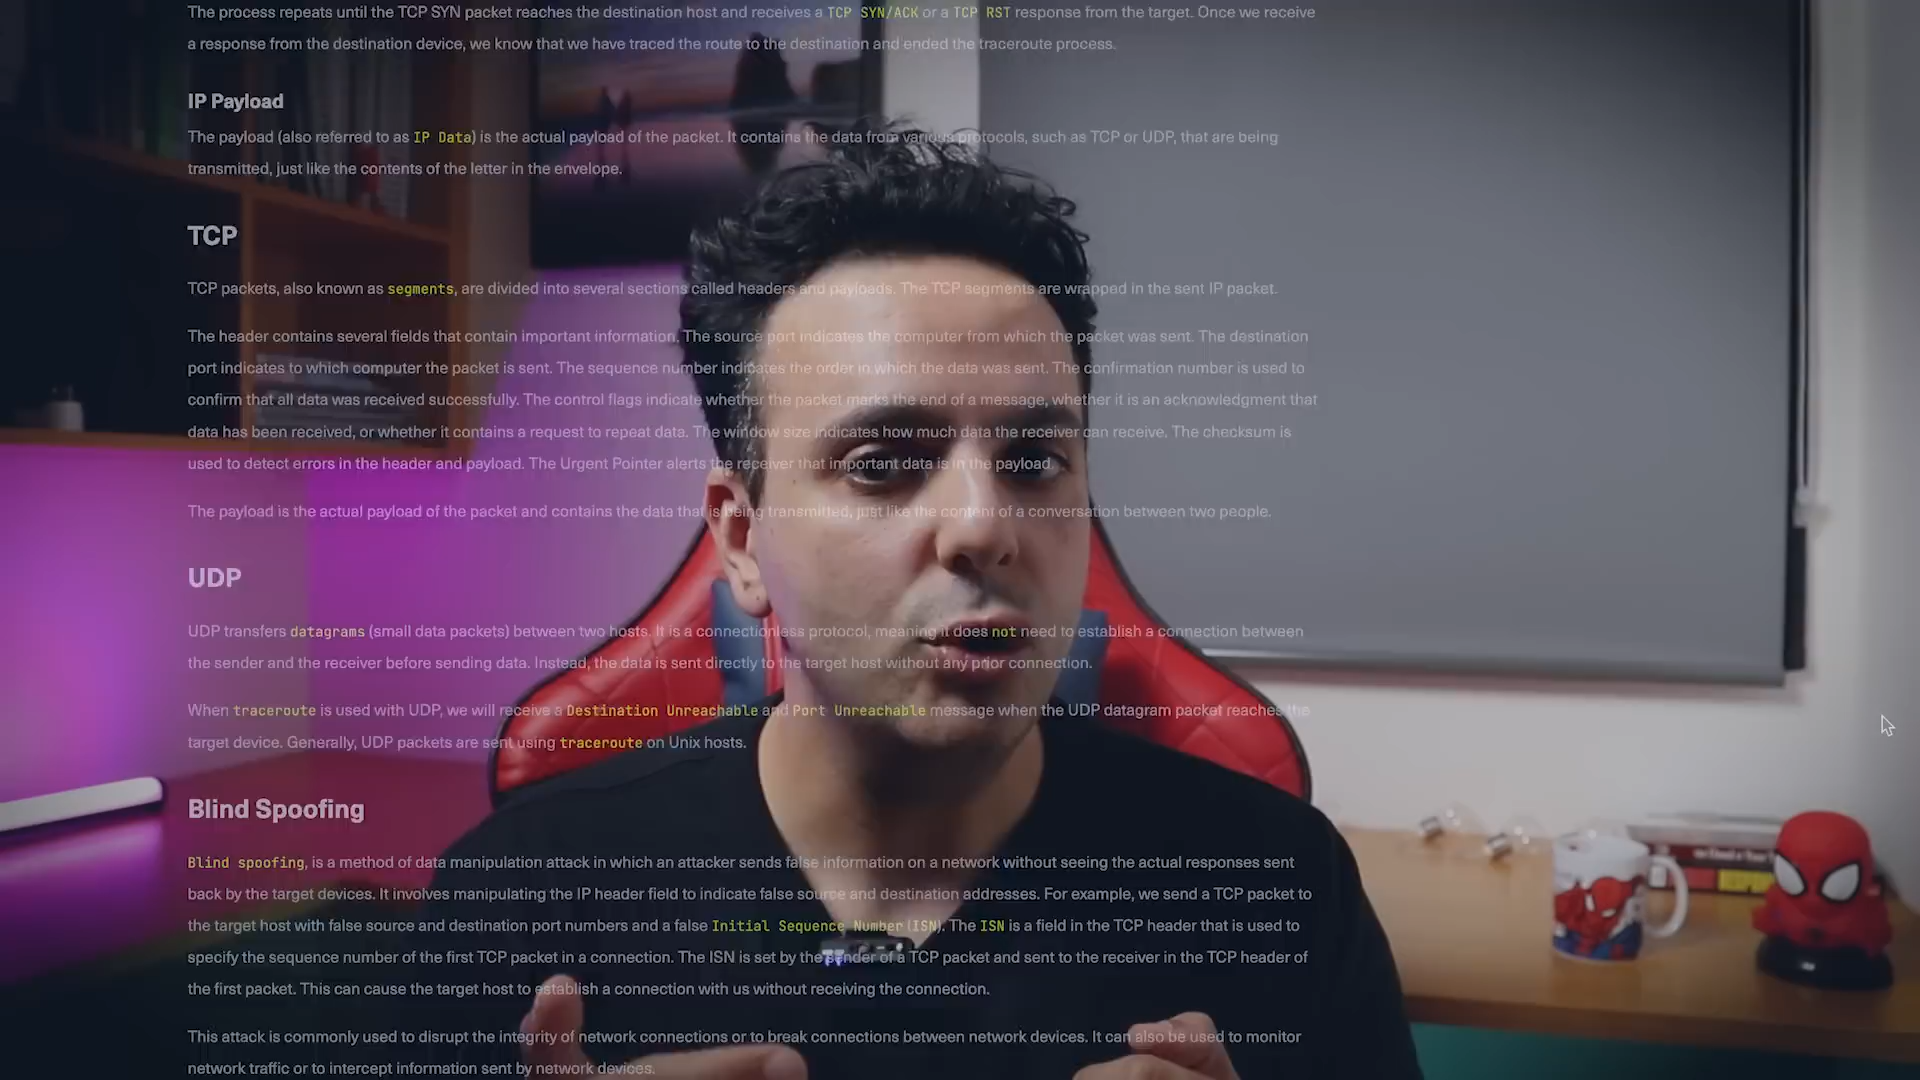 The process repeats until the TCP SYN packet reaches the destination host and receives a TCP SYN/ACK or a TCP RST response from the target. Once we receive
a response from the destination device, we know that we have traced the route to the destination and ended the traceroute process.
IP Payload
The payload (also referred to as IP Data) is the actual payload of the packet. It contains the data from various protocols, such as TCP or UDP, that are being
transmitted, just like the contents of the letter in the envelope.
TCP
TCP packets, also known as segments, are divided into several sections called headers and payloads. The TCP segments are wrapped in the sent IP packet.
The header contains several fields that contain important information. The source port indicates the computer from which the packet was sent. The destination
port indicates to which computer the packet is sent. The sequence number indicates the order in which the data was sent. The confirmation number is used to
confirm that all data was received successfully. The control flags indicate whether the packet marks the end of a message, whether it is an acknowledgment that
data has been received, or whether it contains a request to repeat data. The window size indicates how much data the receiver can receive. The checksum is
used to detect errors in the header and payload. The Urgent Pointer alerts the receiver that important data is in the payload.
The payload is the actual payload of the packet and contains the data that is being transmitted, just like the content of a conversation between two people.
UDP
UDP transfers datagrams (small data packets) between two hosts. It is a connectionless protocol, meaning it does not need to establish a connection between
the sender and the receiver before sending data. Instead, the data is sent directly to the target host without any prior connection.
When traceroute is used with UDP, we will receive a Destination Unreachable and Port Unreachable message when the UDP datagram packet reaches the
target device. Generally, UDP packets are sent using traceroute on Unix hosts.
Blind Spoofing
Blind spoofing, is a method of data manipulation attack in which an attacker sends false information on a network without seeing the actual responses sent
back by the target devices. It involves manipulating the IP header field to indicate false source and destination addresses. For example, we send a TCP packet to
the target host with false source and destination port numbers and a false Initial Sequence Number (ISN). The ISN is a field in the TCP header that is used to
specify the sequence number of the first TCP packet in a connection. The ISN is set by the sender of a TCP packet and sent to the receiver in the TCP header of
the first packet. This can cause the target host to establish a connection with us without receiving the connection.
This attack is commonly used to disrupt the integrity of network connections or to break connections between network devices. It can also be used to monitor
network traffic or to intercept information sent by network devices.